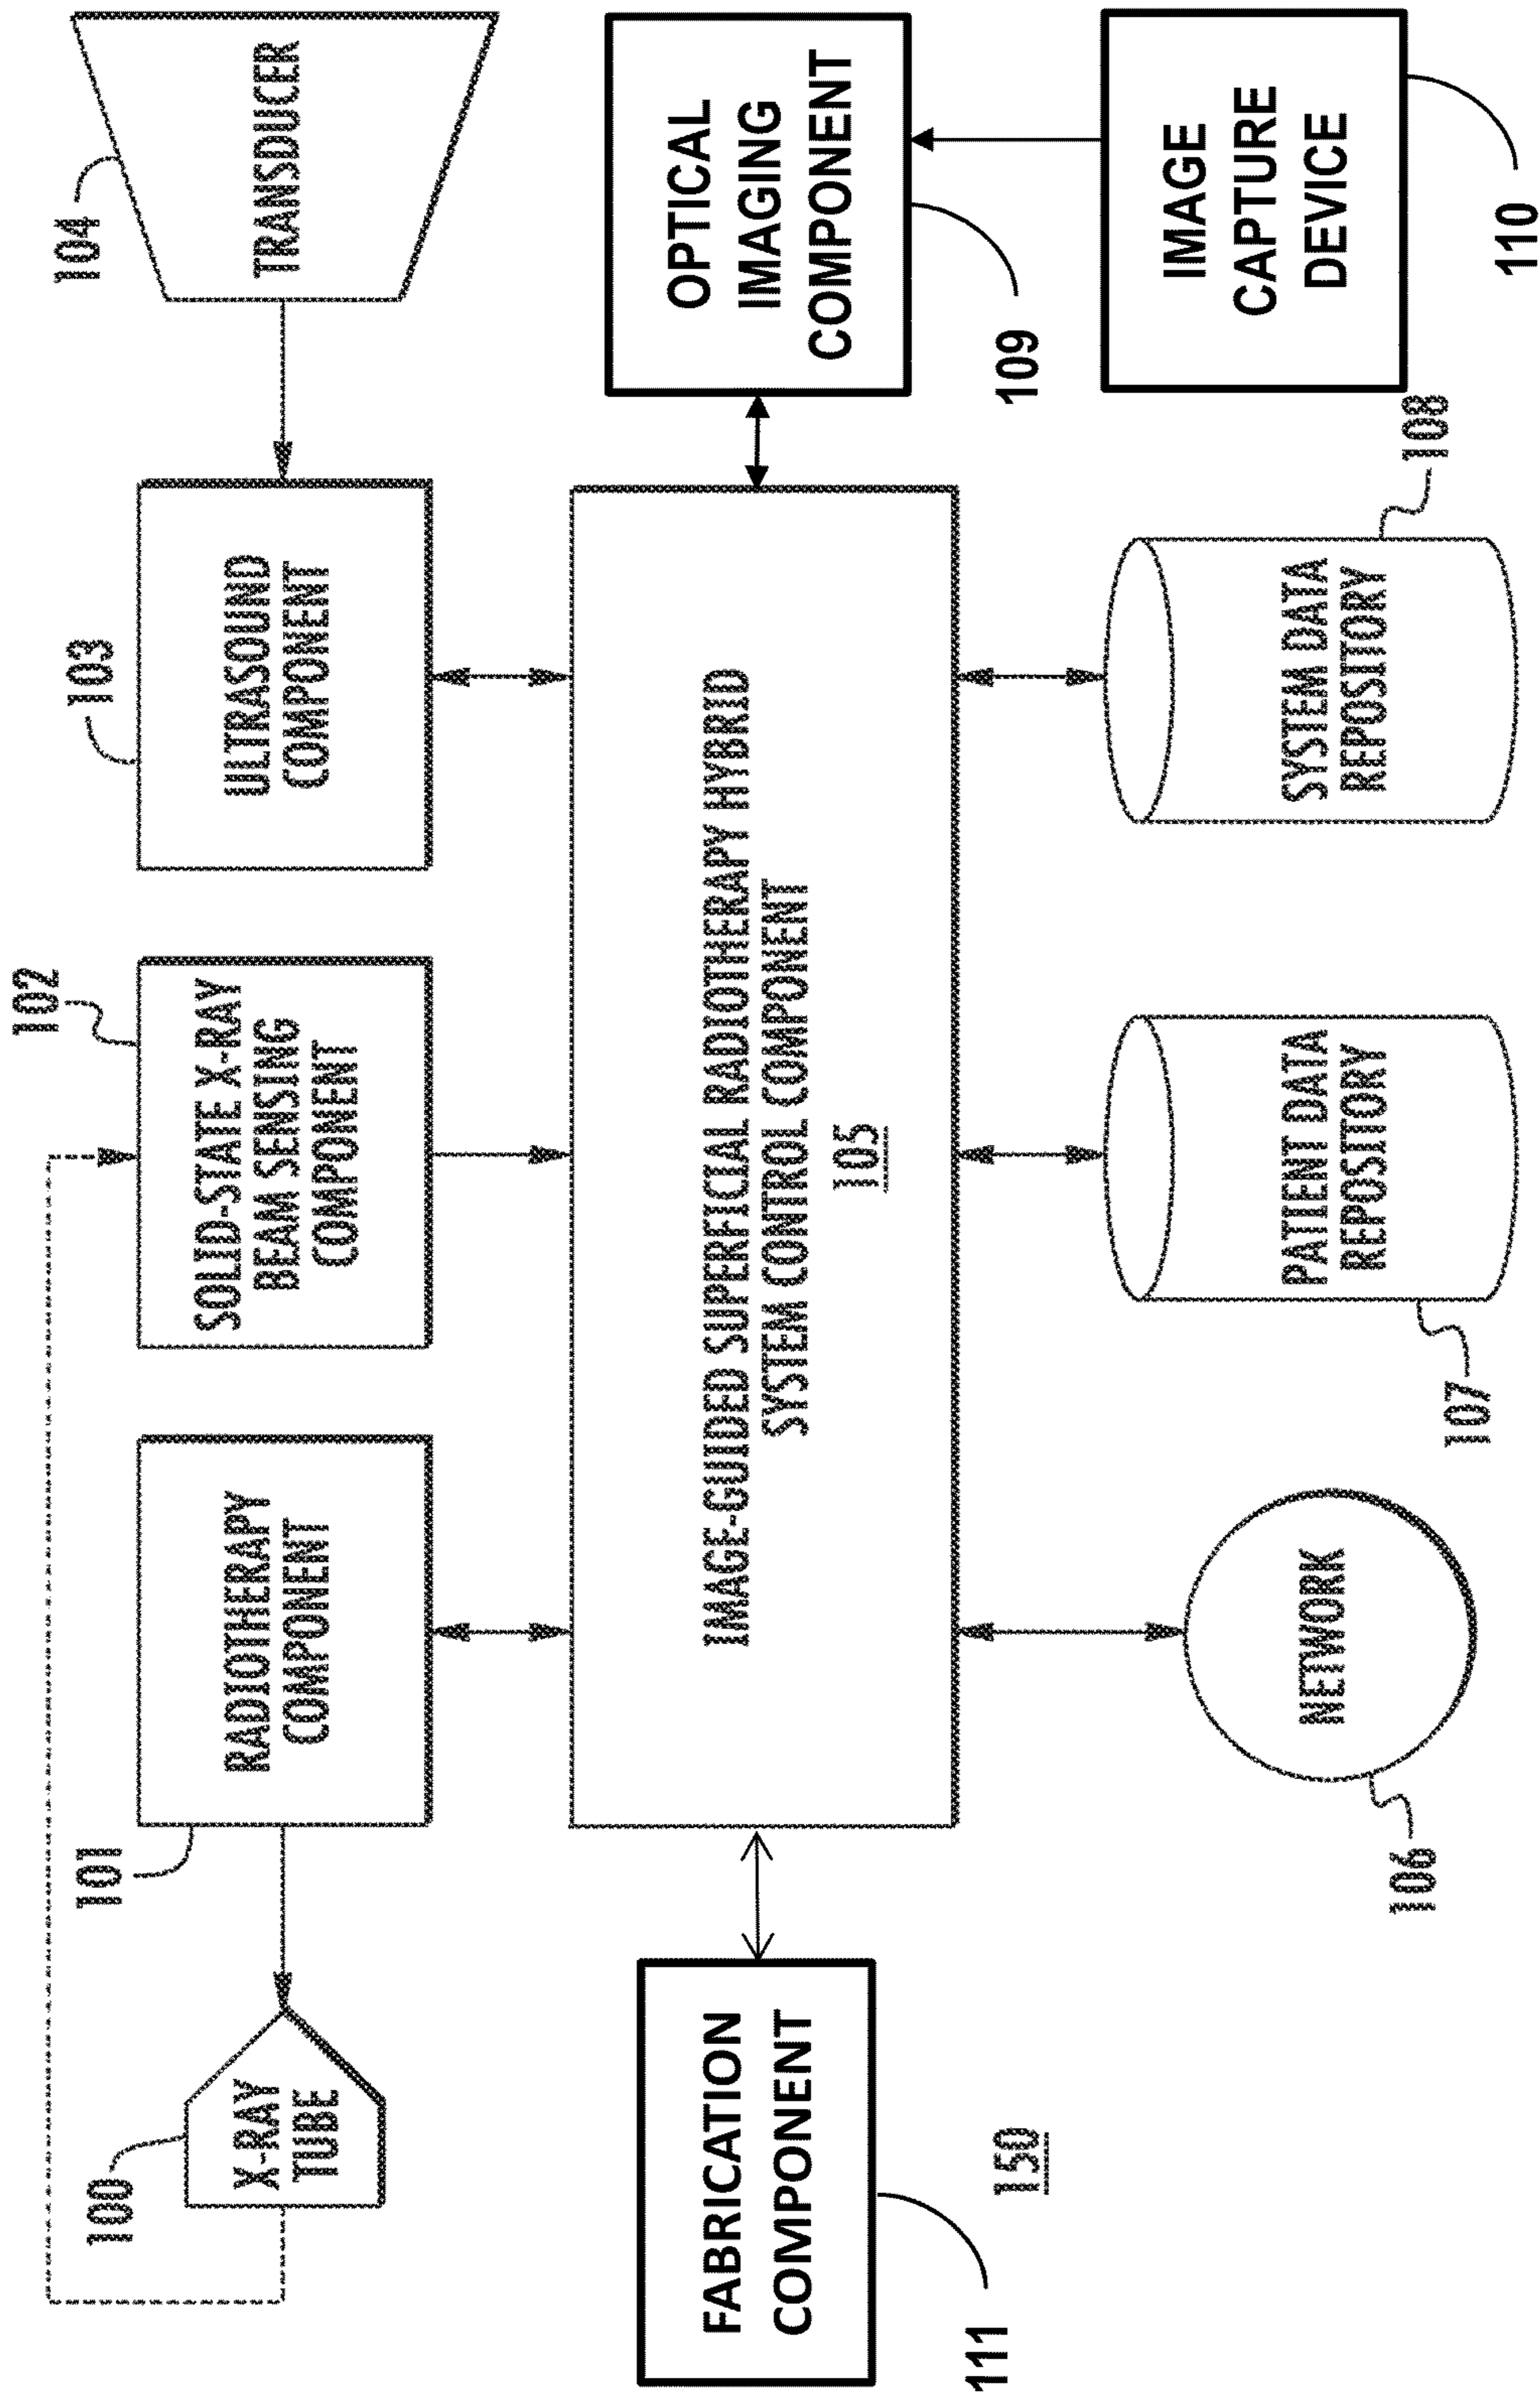 100
X-RAY
TUBE
101
RADIOTHERAPY
COMPONENT
102
SOLID-STATE X-RAY
BEAM SENSING
COMPONENT
103
ULTRASOUND
COMPONENT
104
TRANSDUCER
FABRICATION
COMPONENT
111
150
IMAGE-GUIDED SUPERFICIAL RADIOTHERAPY HYBRID
SYSTEM CONTROL COMPONENT
105
OPTICAL
IMAGING
COMPONENT
109
NETWORK
106
PATIENT DATA
REPOSITORY
107
SYSTEM DATA
REPOSITORY
108
IMAGE
CAPTURE
DEVICE
110